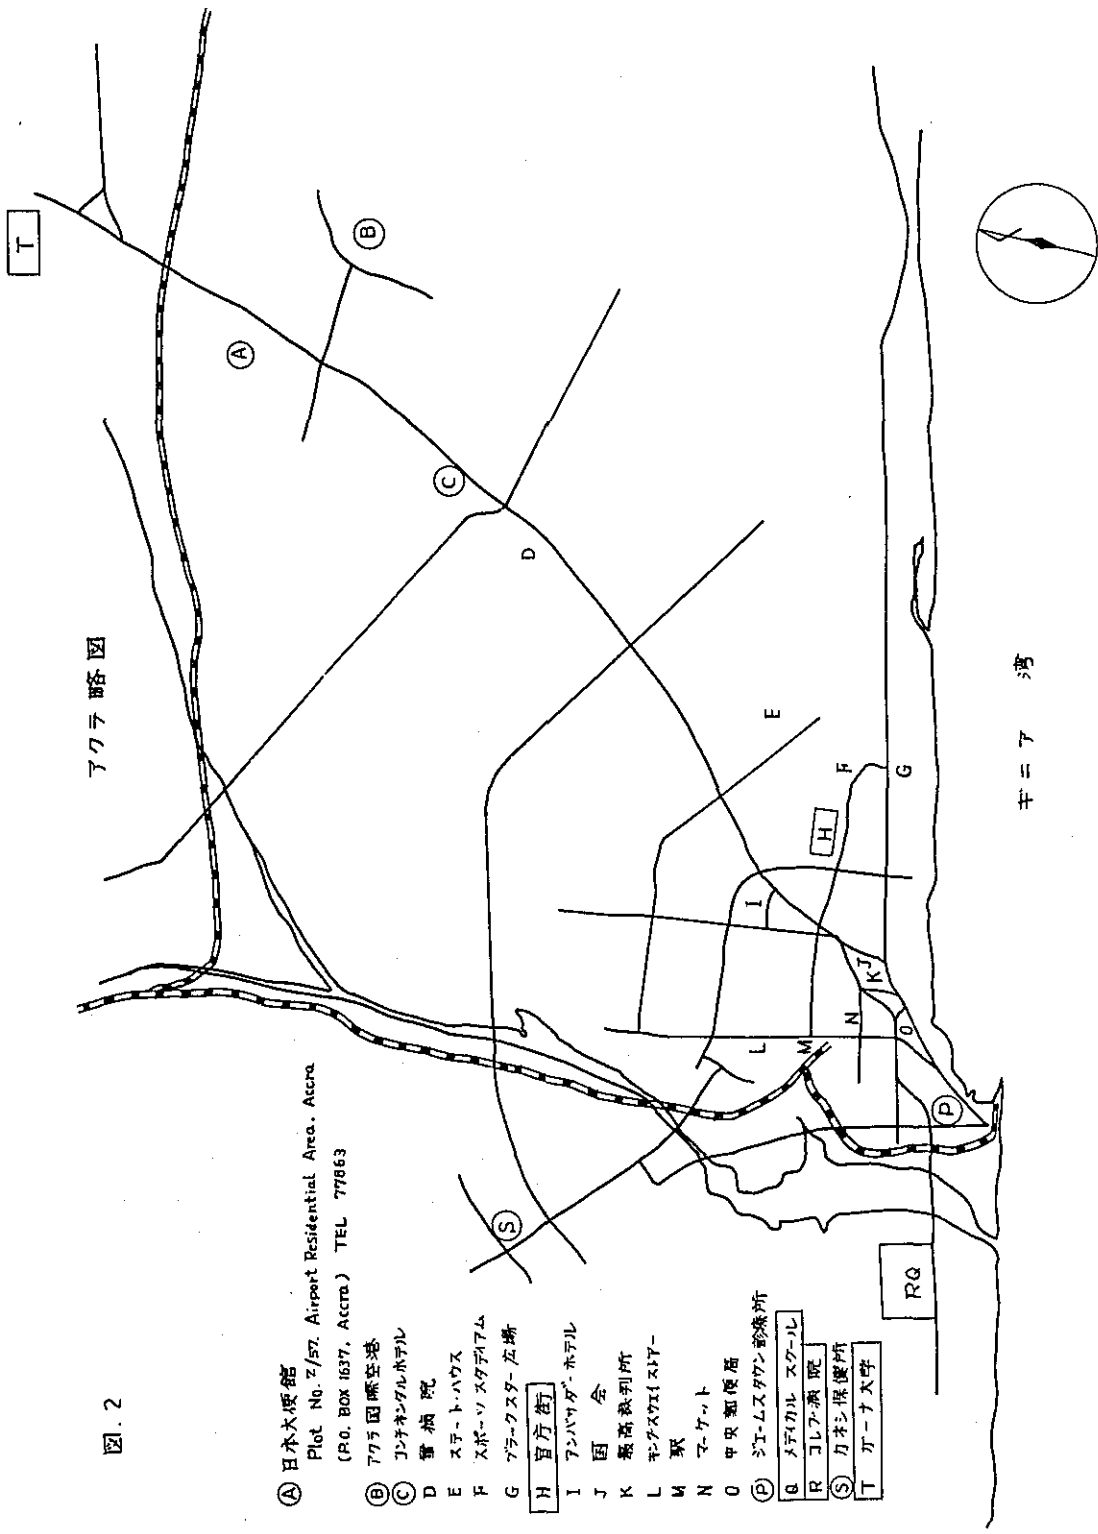 図.2
アクラ略図
Ⓐ 日本大使館
Plot No. 2/57. Airport Residential Area. Accra
(P.O. BOX 1637, Accra) TEL 77863
Ⓑ アクラ国際空港
Ⓒ コンチネンタルホテル
D 軍病院
E ステート・ハウス
F スポーツスタディアム
G ブラックスター広場
H 官庁街
I アンバサダーホテル
J 国会
K 最高裁判所
L キングスウェイストアー
M 駅
N マーケット
O 中央郵便局
Ⓟ ジェームスタウン診療所
Q メディカルスクール
R コレブ病院
Ⓢ カネシ保健所
T ガーナ大学
T
B
A
C
D
E
F
G
H
I
J
K
L
M
N
O
P
S
RQ
ギニア湾